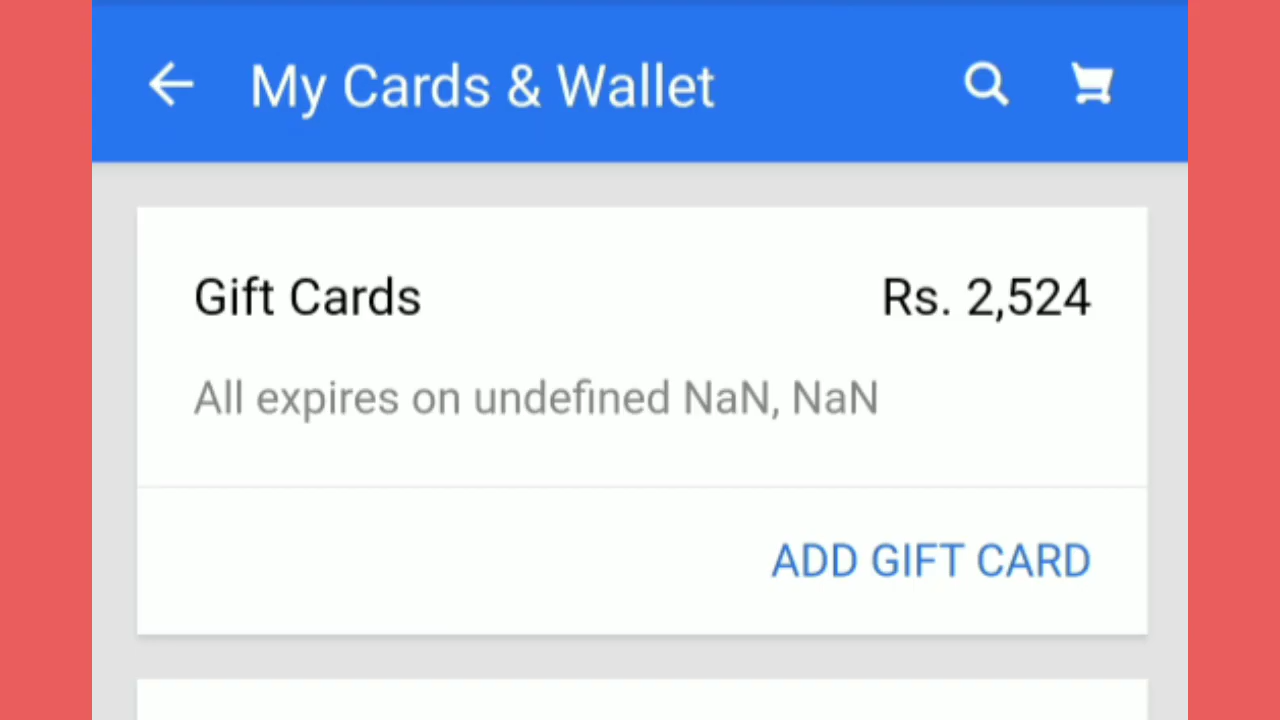 My Cards & Wallet
Gift Cards Rs. 2,524
All expires on undefined NaN, NaN
ADD GIFT CARD